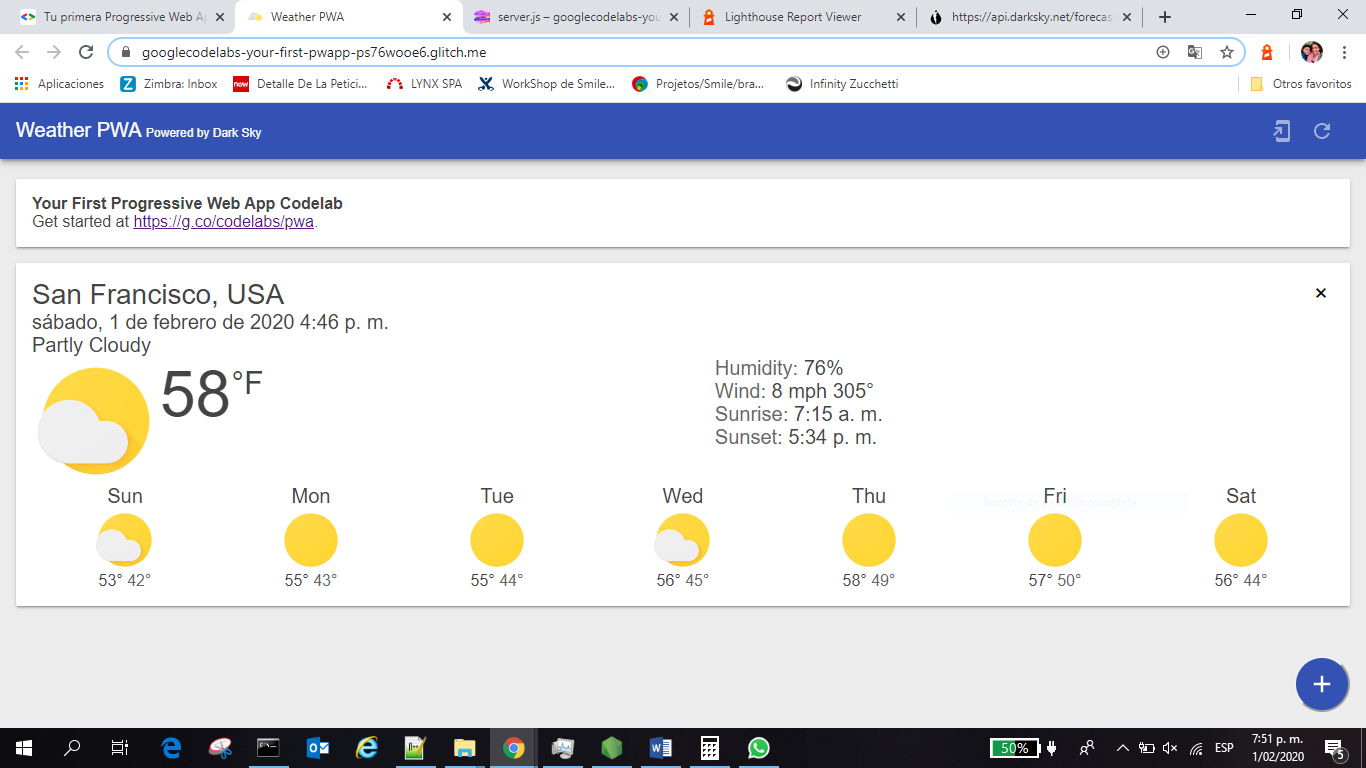 Tu primera Progressive Web Ap
Weather PWA
server.js – googlecodelabs-you
Lighthouse Report Viewer
https://api.darksky.net/forecas
googlecodelabs-your-first-pwapp-ps76wooe6.glitch.me
Aplicaciones
Zimbra: Inbox
now
Detalle De La Petici...
LYNX SPA
WorkShop de Smile...
Projetos/Smile/bra...
Infinity Zucchetti
Otros favoritos
Weather PWA Powered by Dark Sky
Your First Progressive Web App Codelab
Get started at https://g.co/codelabs/pwa.
San Francisco, USA
sábado, 1 de febrero de 2020 4:46 p. m.
Partly Cloudy
58°F
Humidity: 76%
Wind: 8 mph 305°
Sunrise: 7:15 a. m.
Sunset: 5:34 p. m.
Sun Mon Tue Wed Thu Fri Sat
53° 42° 55° 43° 55° 44° 56° 45° 58° 49° 57° 50° 56° 44°
50%
ESP
7:51 p. m.
1/02/2020
5